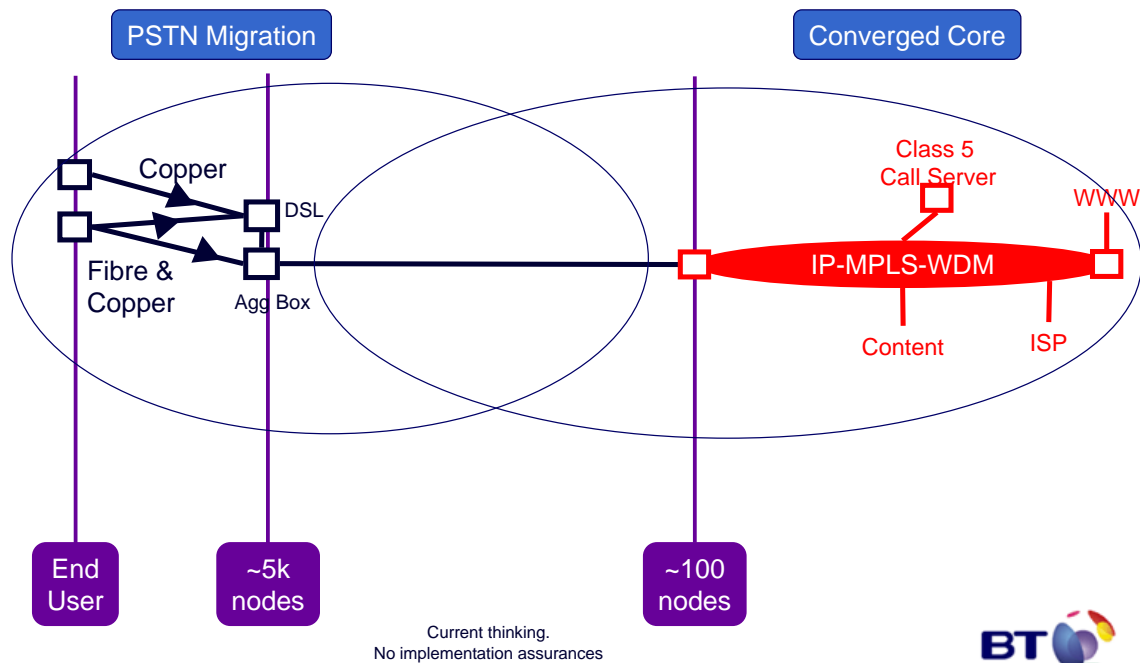 PSTN Migration
Converged Core
Copper
DSL
Fibre &
Copper
Agg Box
Class 5
Call Server
WWW
IP-MPLS-WDM
Content
ISP
End
User
~5k
nodes
~100
nodes
Current thinking.
No implementation assurances
BT